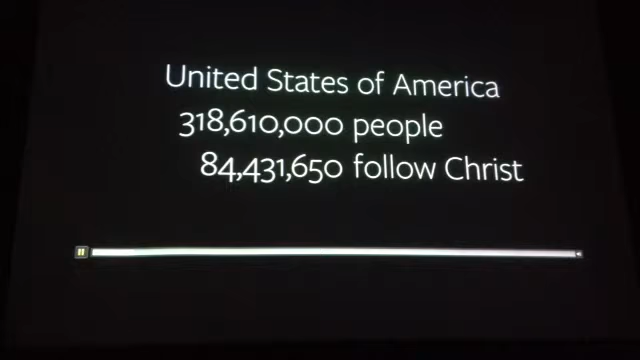 United States of America
318,610,000 people
84,431,650 follow Christ